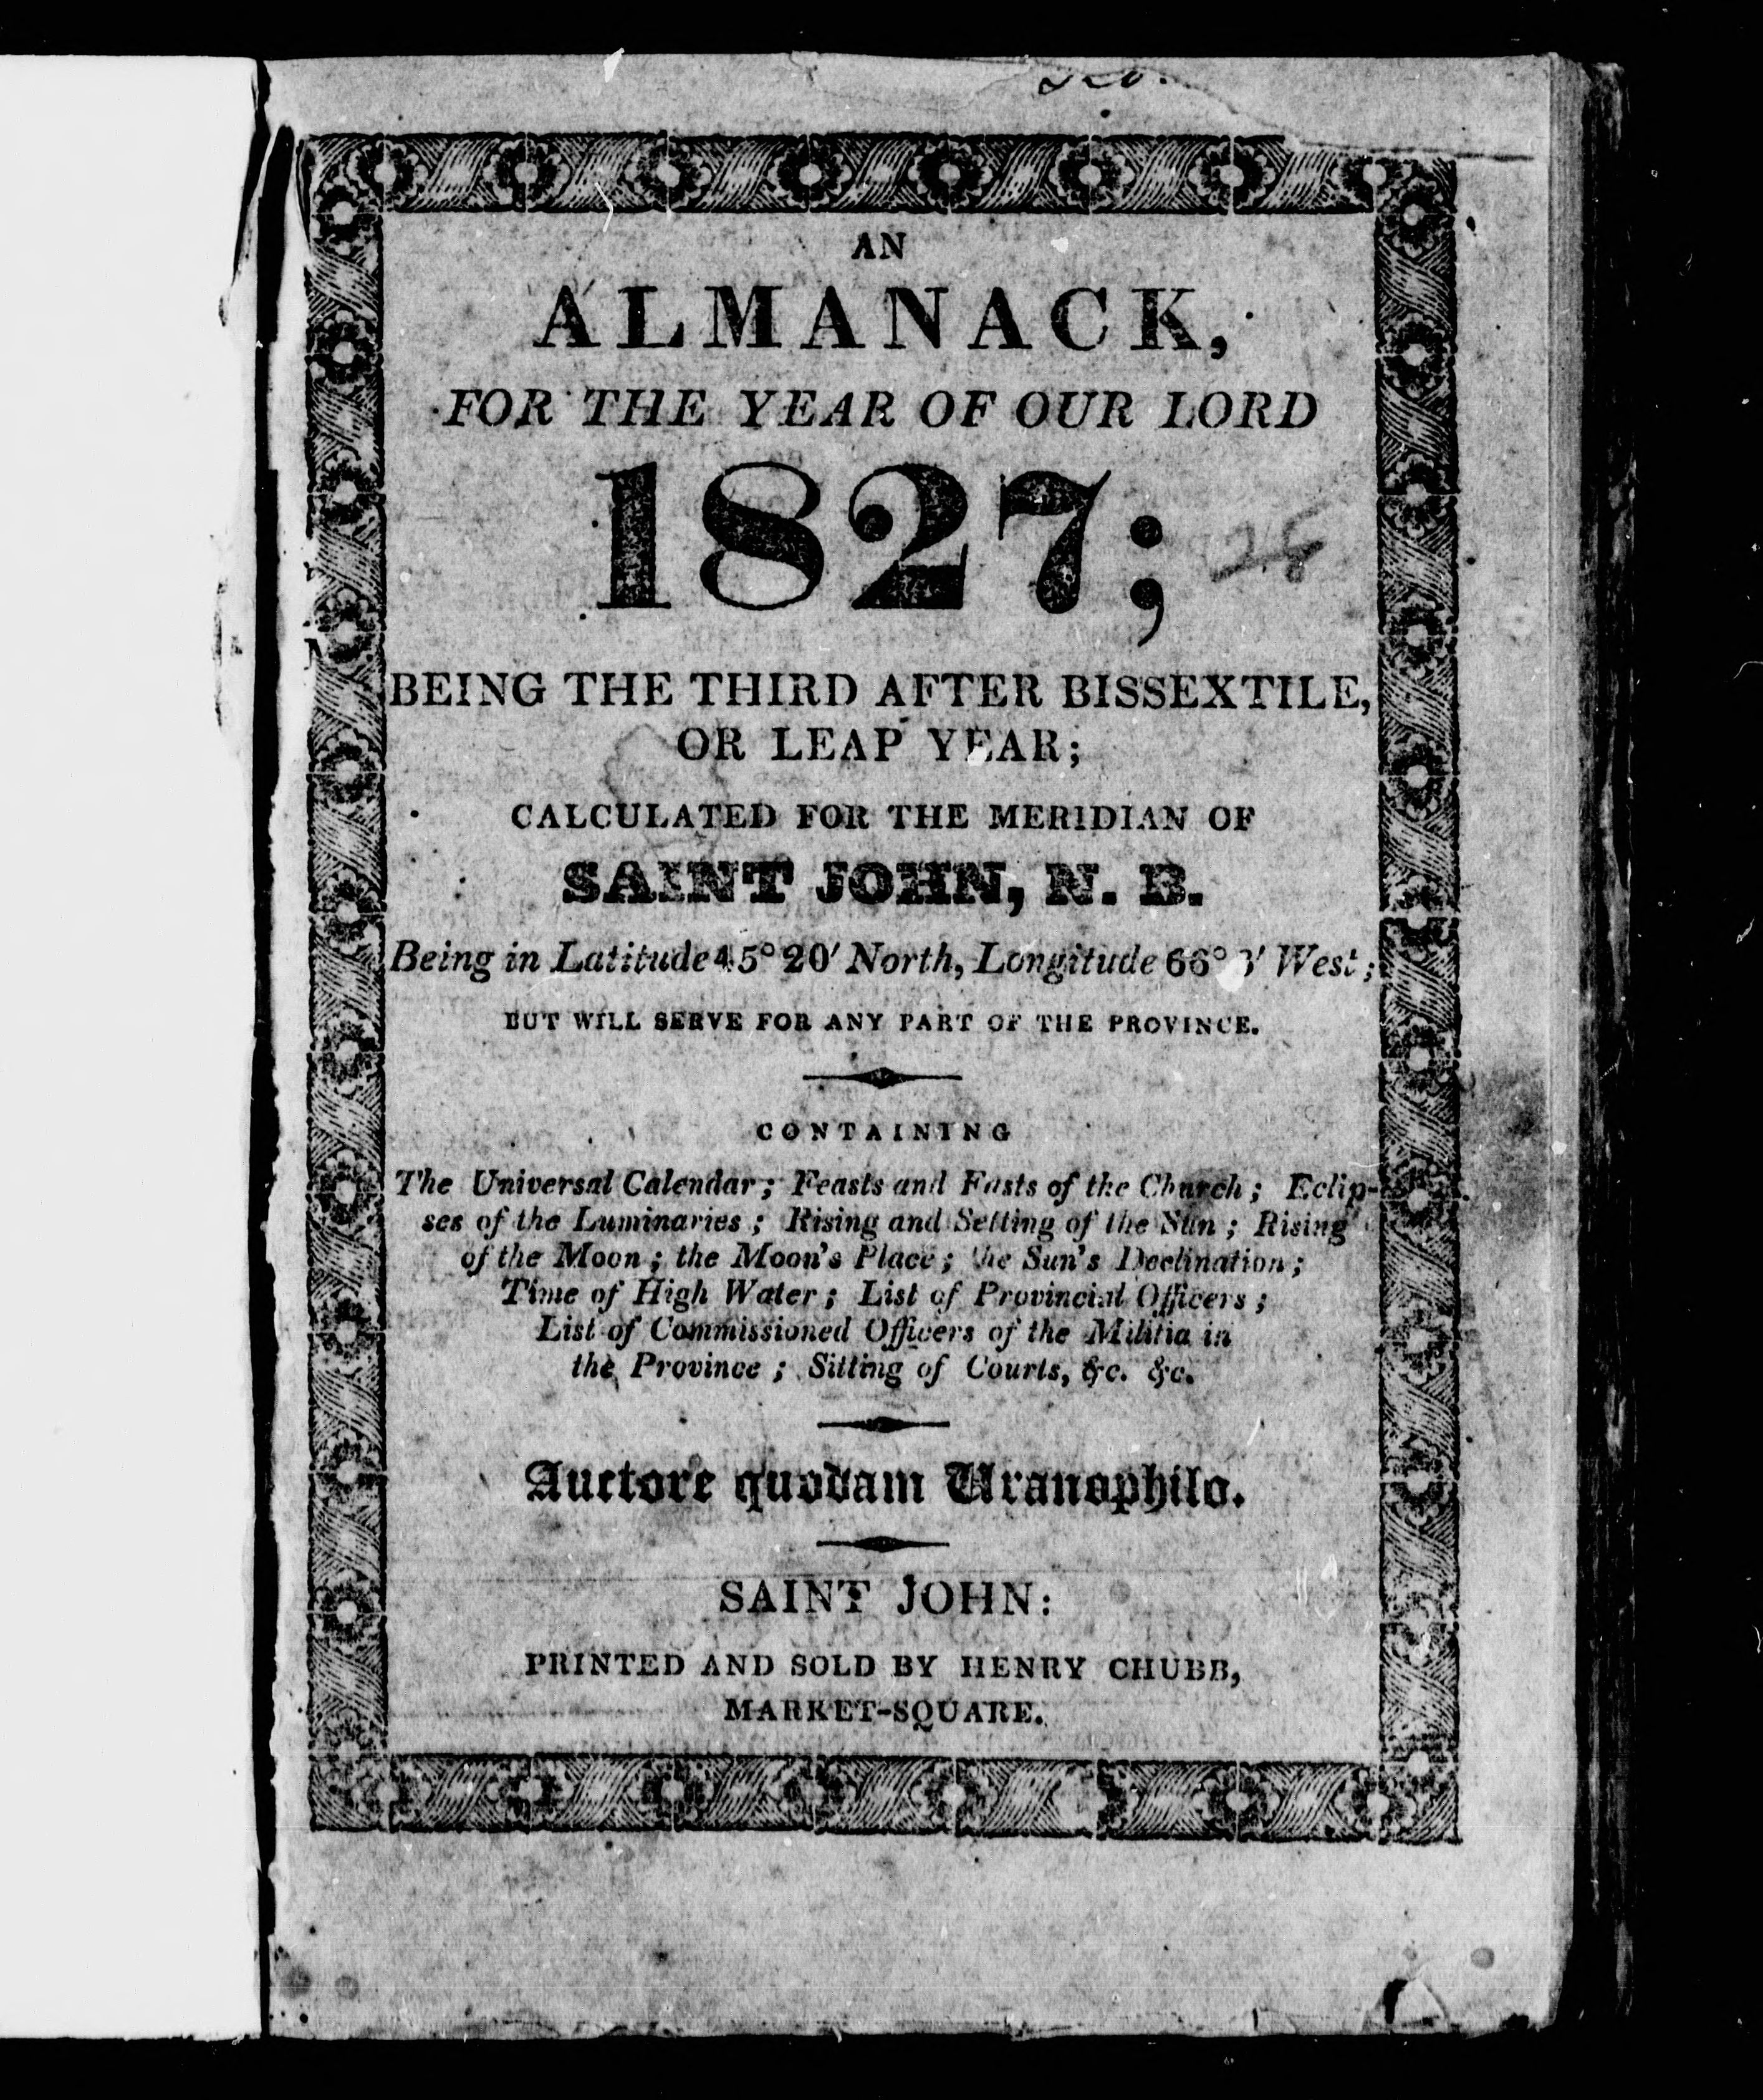 AN
ALMANACK,
FOR THE YEAR OF OUR LORD
1827;
28
BEING THE THIRD AFTER BISSEXTILE,
OR LEAP YEAR;
CALCULATED FOR THE MERIDIAN OF
SAINT JOHN, N. B.
Being in Latitude 45° 20' North, Longitude 66° 3' West;
BUT WILL SERVE FOR ANY PART OF THE PROVINCE.
CONTAINING
The Universal Calendar; Feasts and Fasts of the Church; Eclip-
ses of the Luminaries; Rising and Setting of the Sun; Rising
of the Moon; the Moon's Place; the Sun's Declination;
Time of High Water; List of Provincial Officers;
List of Commissioned Officers of the Militia in
the Province; Sitting of Courts, &c. &c.
Auctore quodam Uranophilo.
SAINT JOHN:
PRINTED AND SOLD BY HENRY CHUBB,
MARKET-SQUARE.